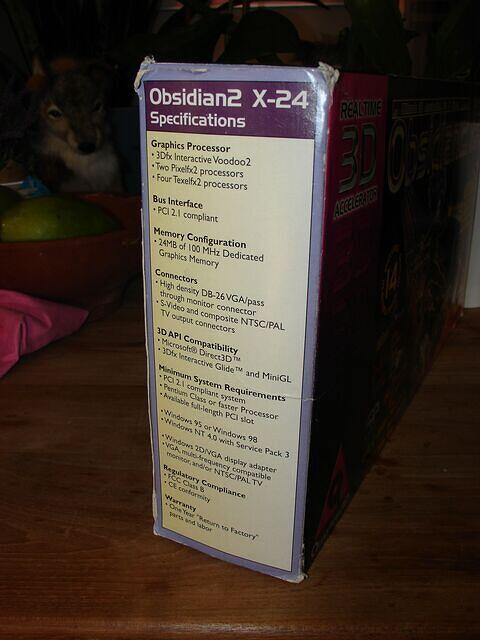 Obsidian2 X-24
Specifications
Graphics Processor
• 3Dfx Interactive Voodoo2
• Two Pixelfx2 processors
• Four Texelfx2 processors
Bus Interface
• PCI 2.1 compliant
Memory Configuration
• 24MB of 100 MHz Dedicated
Graphics Memory
Connectors
• High density DB-26 VGA/pass
through monitor connector
• S-Video and composite NTSC/PAL
TV output connectors
3D API Compatibility
• Microsoft® Direct3D™
• 3Dfx Interactive Glide™ and MiniGL
Minimum System Requirements
• PCI 2.1 compliant system
• Pentium Class or faster Processor
• Available full-length PCI slot
• Windows 95 or Windows 98
• Windows NT 4.0 with Service Pack 3
• Windows 2D/VGA display adapter
• VGA, multi-frequency compatible
monitor, and/or NTSC/PAL TV
Regulatory Compliance
• FCC Class B
• CE conformity
Warranty
• One Year "Return to Factory"
parts and labor
REALTIME
3D
ACCELERATOR